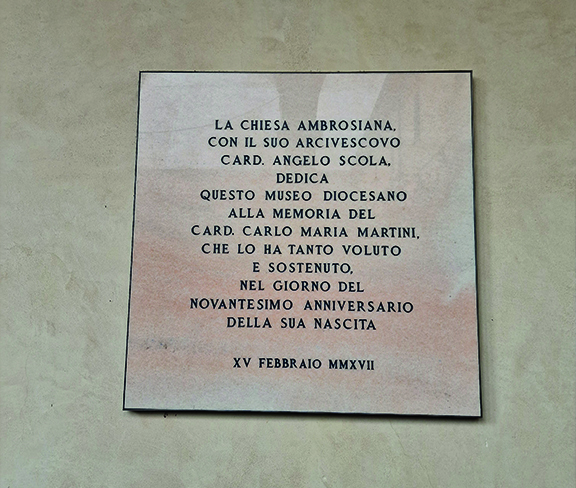 LA CHIESA AMBROSIANA,
CON IL SUO ARCIVESCOVO
CARD. ANGELO SCOLA,
DEDICA
QUESTO MUSEO DIOCESANO
ALLA MEMORIA DEL
CARD. CARLO MARIA MARTINI,
CHE LO HA TANTO VOLUTO
E SOSTENUTO,
NEL GIORNO DEL
NOVANTESIMO ANNIVERSARIO
DELLA SUA NASCITA
XV FEBBRAIO MMXVII